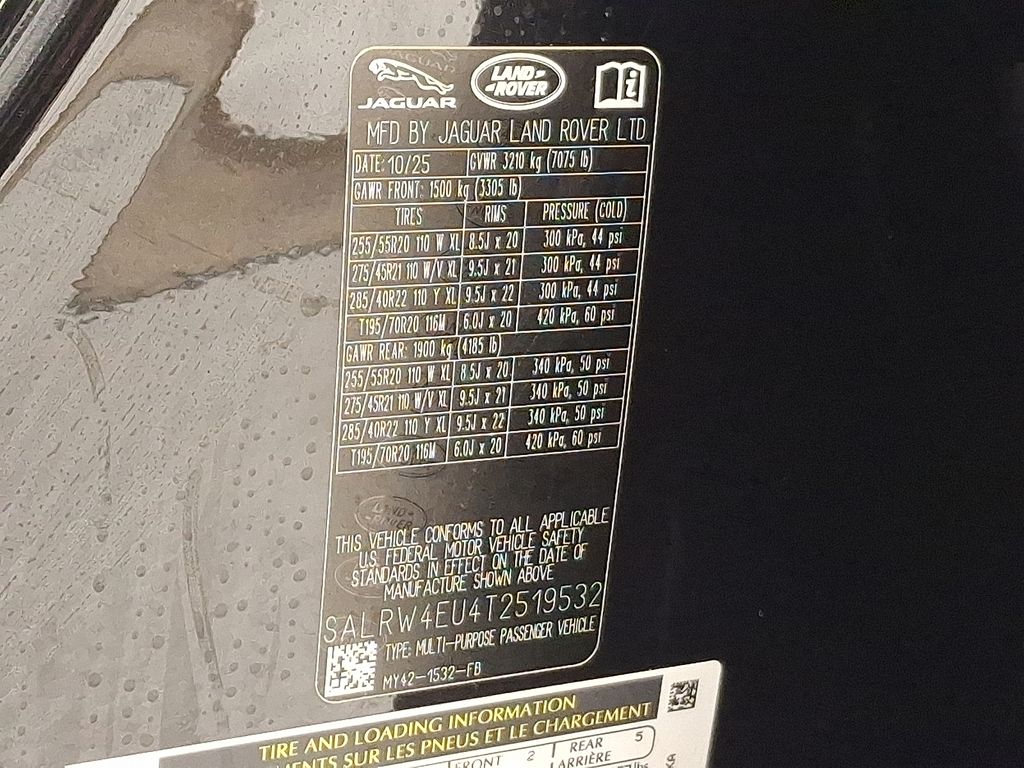 JAGUAR LAND ROVER
MFD BY JAGUAR LAND ROVER LTD
DATE: 10/25 GVWR 3210 kg (7075 lb)
GAWR FRONT: 1500 kg (3305 lb)
TIRES RIMS PRESSURE (COLD)
255/55R20 110 W XL 8.5J x 20 300 kPa, 44 psi
275/45R21 110 W/V XL 9.5J x 21 300 kPa, 44 psi
285/40R22 110 Y XL 9.5J x 22 300 kPa, 44 psi
T195/70R20 116M 6.0J x 20 420 kPa, 60 psi
GAWR REAR: 1900 kg (4185 lb)
255/55R20 110 W XL 8.5J x 20 340 kPa, 50 psi
275/45R21 110 W/V XL 9.5J x 21 340 kPa, 50 psi
285/40R22 110 Y XL 9.5J x 22 340 kPa, 50 psi
T195/70R20 116M 6.0J x 20 420 kPa, 60 psi
LAND ROVER
THIS VEHICLE CONFORMS TO ALL APPLICABLE
U.S. FEDERAL MOTOR VEHICLE SAFETY
STANDARDS IN EFFECT ON THE DATE OF
MANUFACTURE SHOWN ABOVE
SALRW4EU4T2519532
TYPE: MULTI-PURPOSE PASSENGER VEHICLE
MY42-1532-FB
TIRE AND LOADING INFORMATION
SUR LES PNEUS ET LE CHARGEMENT
FRONT 2 REAR 5
ARRIÈRE